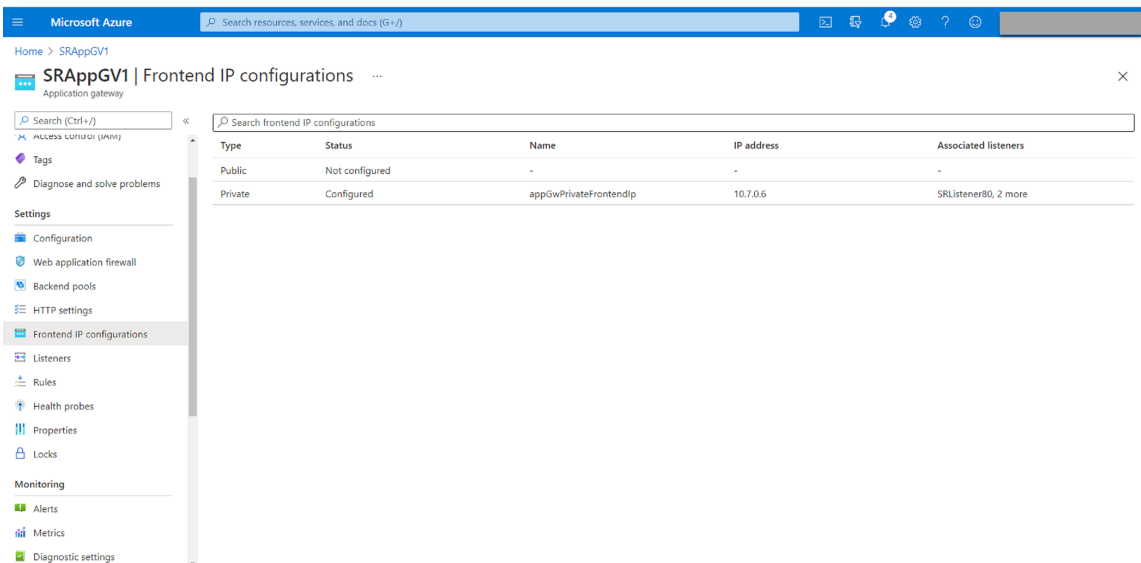 Microsoft Azure
Search resources, services, and docs (G+/)
4
Home > SRAppGV1
SRAppGV1 | Frontend IP configurations ...
Application gateway
Search (Ctrl+/)
«
Search frontend IP configurations
Access control (IAM)
Tags
Diagnose and solve problems
Settings
Configuration
Web application firewall
Backend pools
HTTP settings
Frontend IP configurations
Listeners
Rules
Health probes
Properties
Locks
Monitoring
Alerts
Metrics
Diagnostic settings
Type Status Name IP address Associated listeners
Public Not configured - - -
Private Configured appGwPrivateFrontendIp 10.7.0.6 SRListener80, 2 more